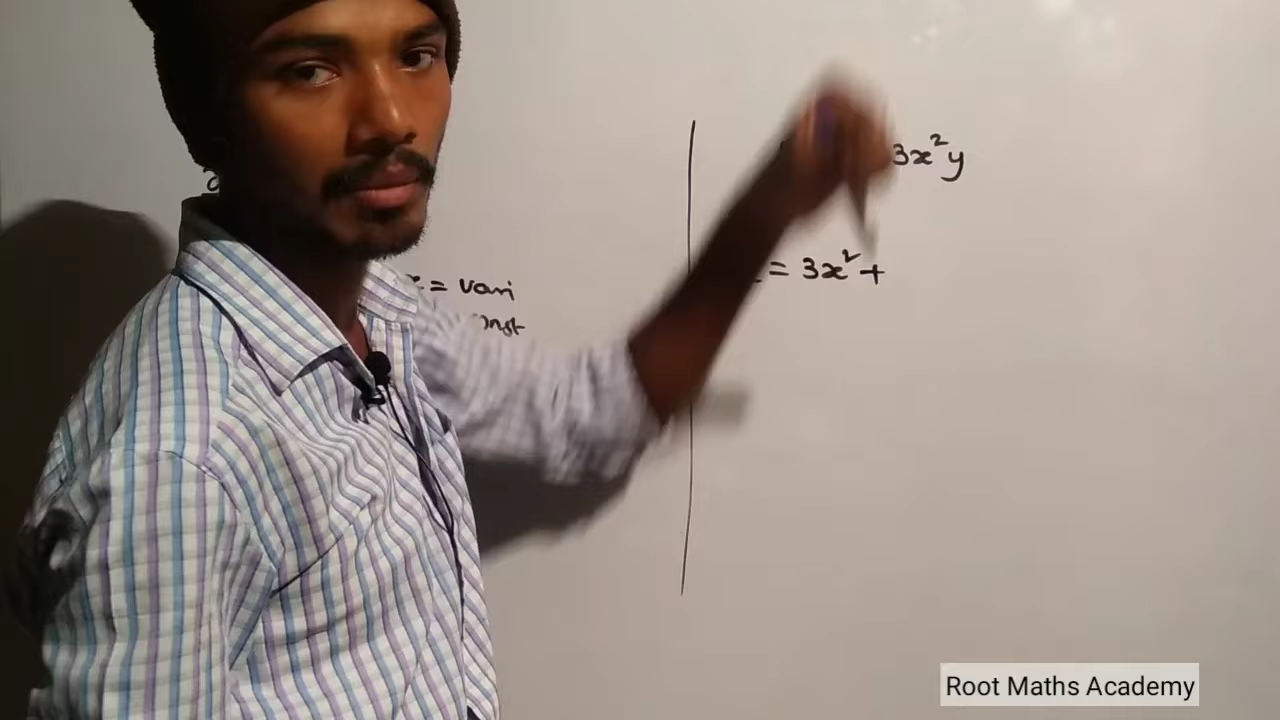 3x²y
= 3x² +
= vari
onst
Root Maths Academy